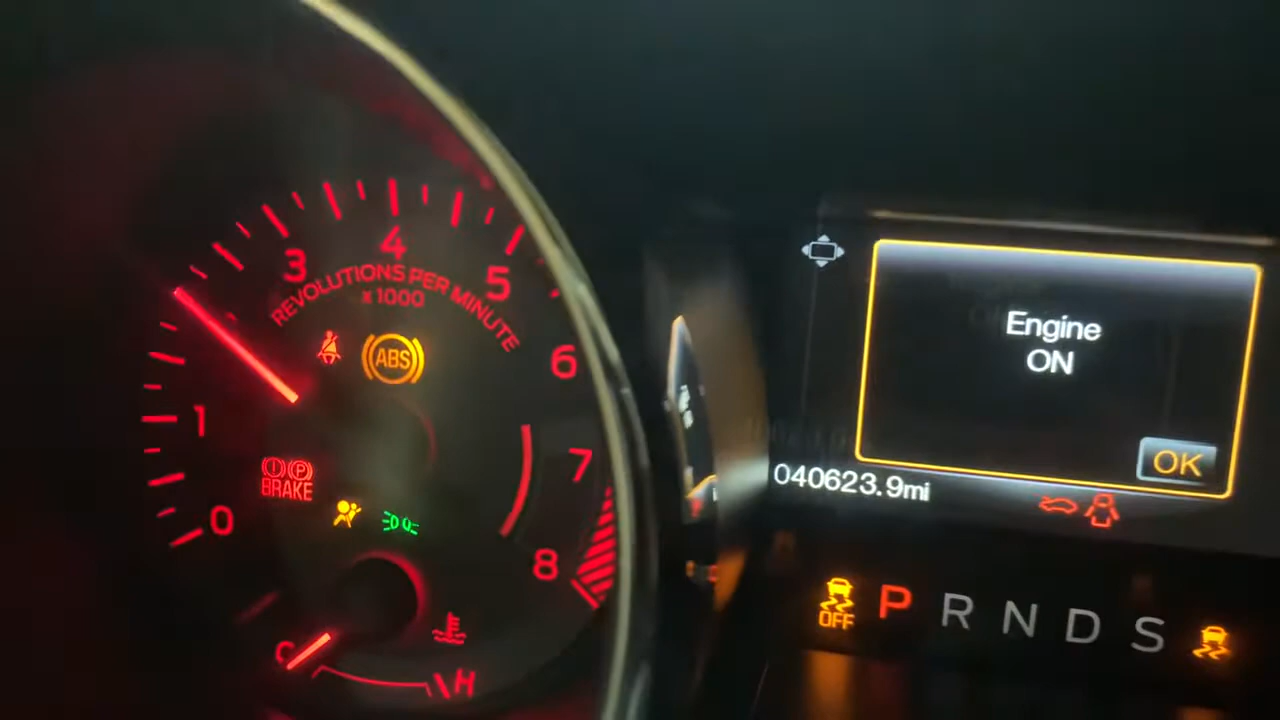 4
3
5
REVOLUTIONS PER MINUTE
x 1000
ABS
6
1
7
P
BRAKE
0
8
C
H
Engine
ON
OK
040623.9mi
OFF
P R N D S